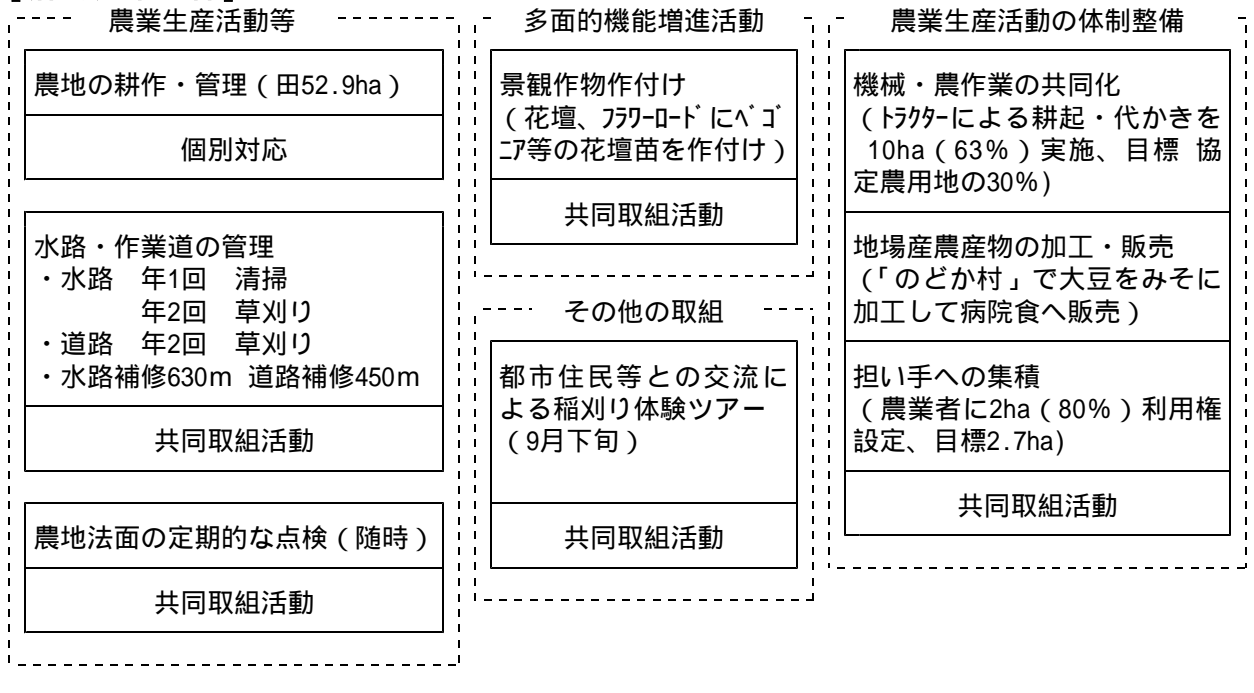 農業生産活動等
農地の耕作・管理(田52.9ha)
個別対応
水路・作業道の管理
・水路 年1回 清掃
年2回 草刈り
・道路 年2回 草刈り
・水路補修630m 道路補修450m
共同取組活動
農地法面の定期的な点検(随時)
共同取組活動
多面的機能増進活動
景観作物作付け
(花壇、フラワーロードにベゴ
ニア等の花壇苗を作付け)
共同取組活動
その他の取組
都市住民等との交流に
よる稲刈り体験ツアー
(9月下旬)
共同取組活動
農業生産活動の体制整備
機械・農作業の共同化
(トラクターによる耕起・代かきを
10ha(63%)実施、目標 協
定農用地の30%)
地場産農産物の加工・販売
(「のどか村」で大豆をみそに
加工して病院食へ販売)
担い手への集積
(農業者に2ha(80%)利用権
設定、目標2.7ha)
共同取組活動